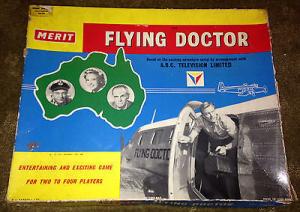 MERIT
FLYING DOCTOR
Based on the exciting adventure series by arrangement with
A.B.C. TELEVISION LIMITED
FLYING DOCTOR
ENTERTAINING AND EXCITING GAME
FOR TWO TO FOUR PLAYERS